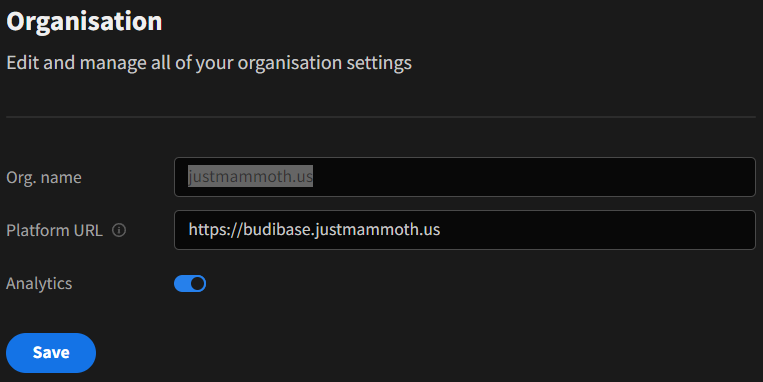 Organisation
Edit and manage all of your organisation settings
Org. name
justmammoth.us
Platform URL
https://budibase.justmammoth.us
Analytics
Save